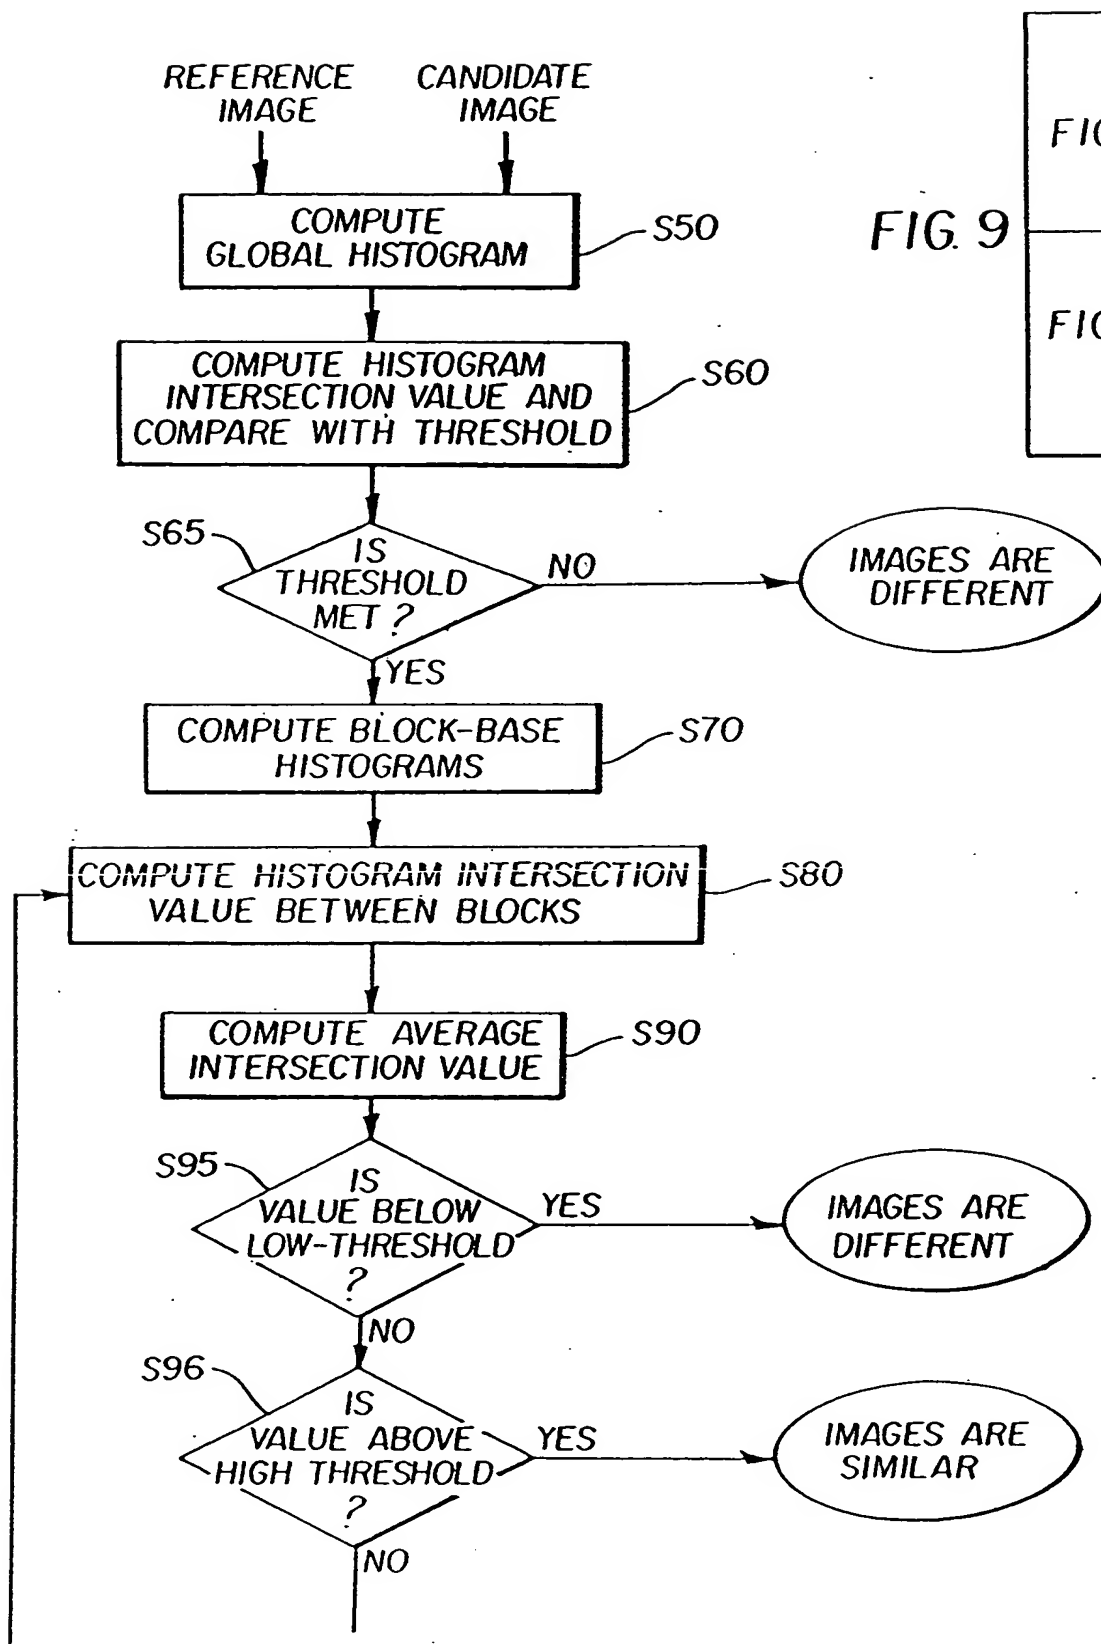 REFERENCE IMAGE
CANDIDATE IMAGE
COMPUTE
GLOBAL HISTOGRAM
S50
FIG. 9
FIG
FIG
COMPUTE HISTOGRAM
INTERSECTION VALUE AND
COMPARE WITH THRESHOLD
S60
S65
IS
THRESHOLD
MET ?
NO
IMAGES ARE
DIFFERENT
YES
COMPUTE BLOCK-BASE
HISTOGRAMS
S70
COMPUTE HISTOGRAM INTERSECTION
VALUE BETWEEN BLOCKS
S80
COMPUTE AVERAGE
INTERSECTION VALUE
S90
S95
IS
VALUE BELOW
LOW-THRESHOLD
?
YES
IMAGES ARE
DIFFERENT
NO
S96
IS
VALUE ABOVE
HIGH THRESHOLD
?
YES
IMAGES ARE
SIMILAR
NO